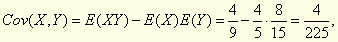 Cov(X,Y) = E(XY) − E(X)E(Y) = 4/9 − 4/5 · 8/15 = 4/225,